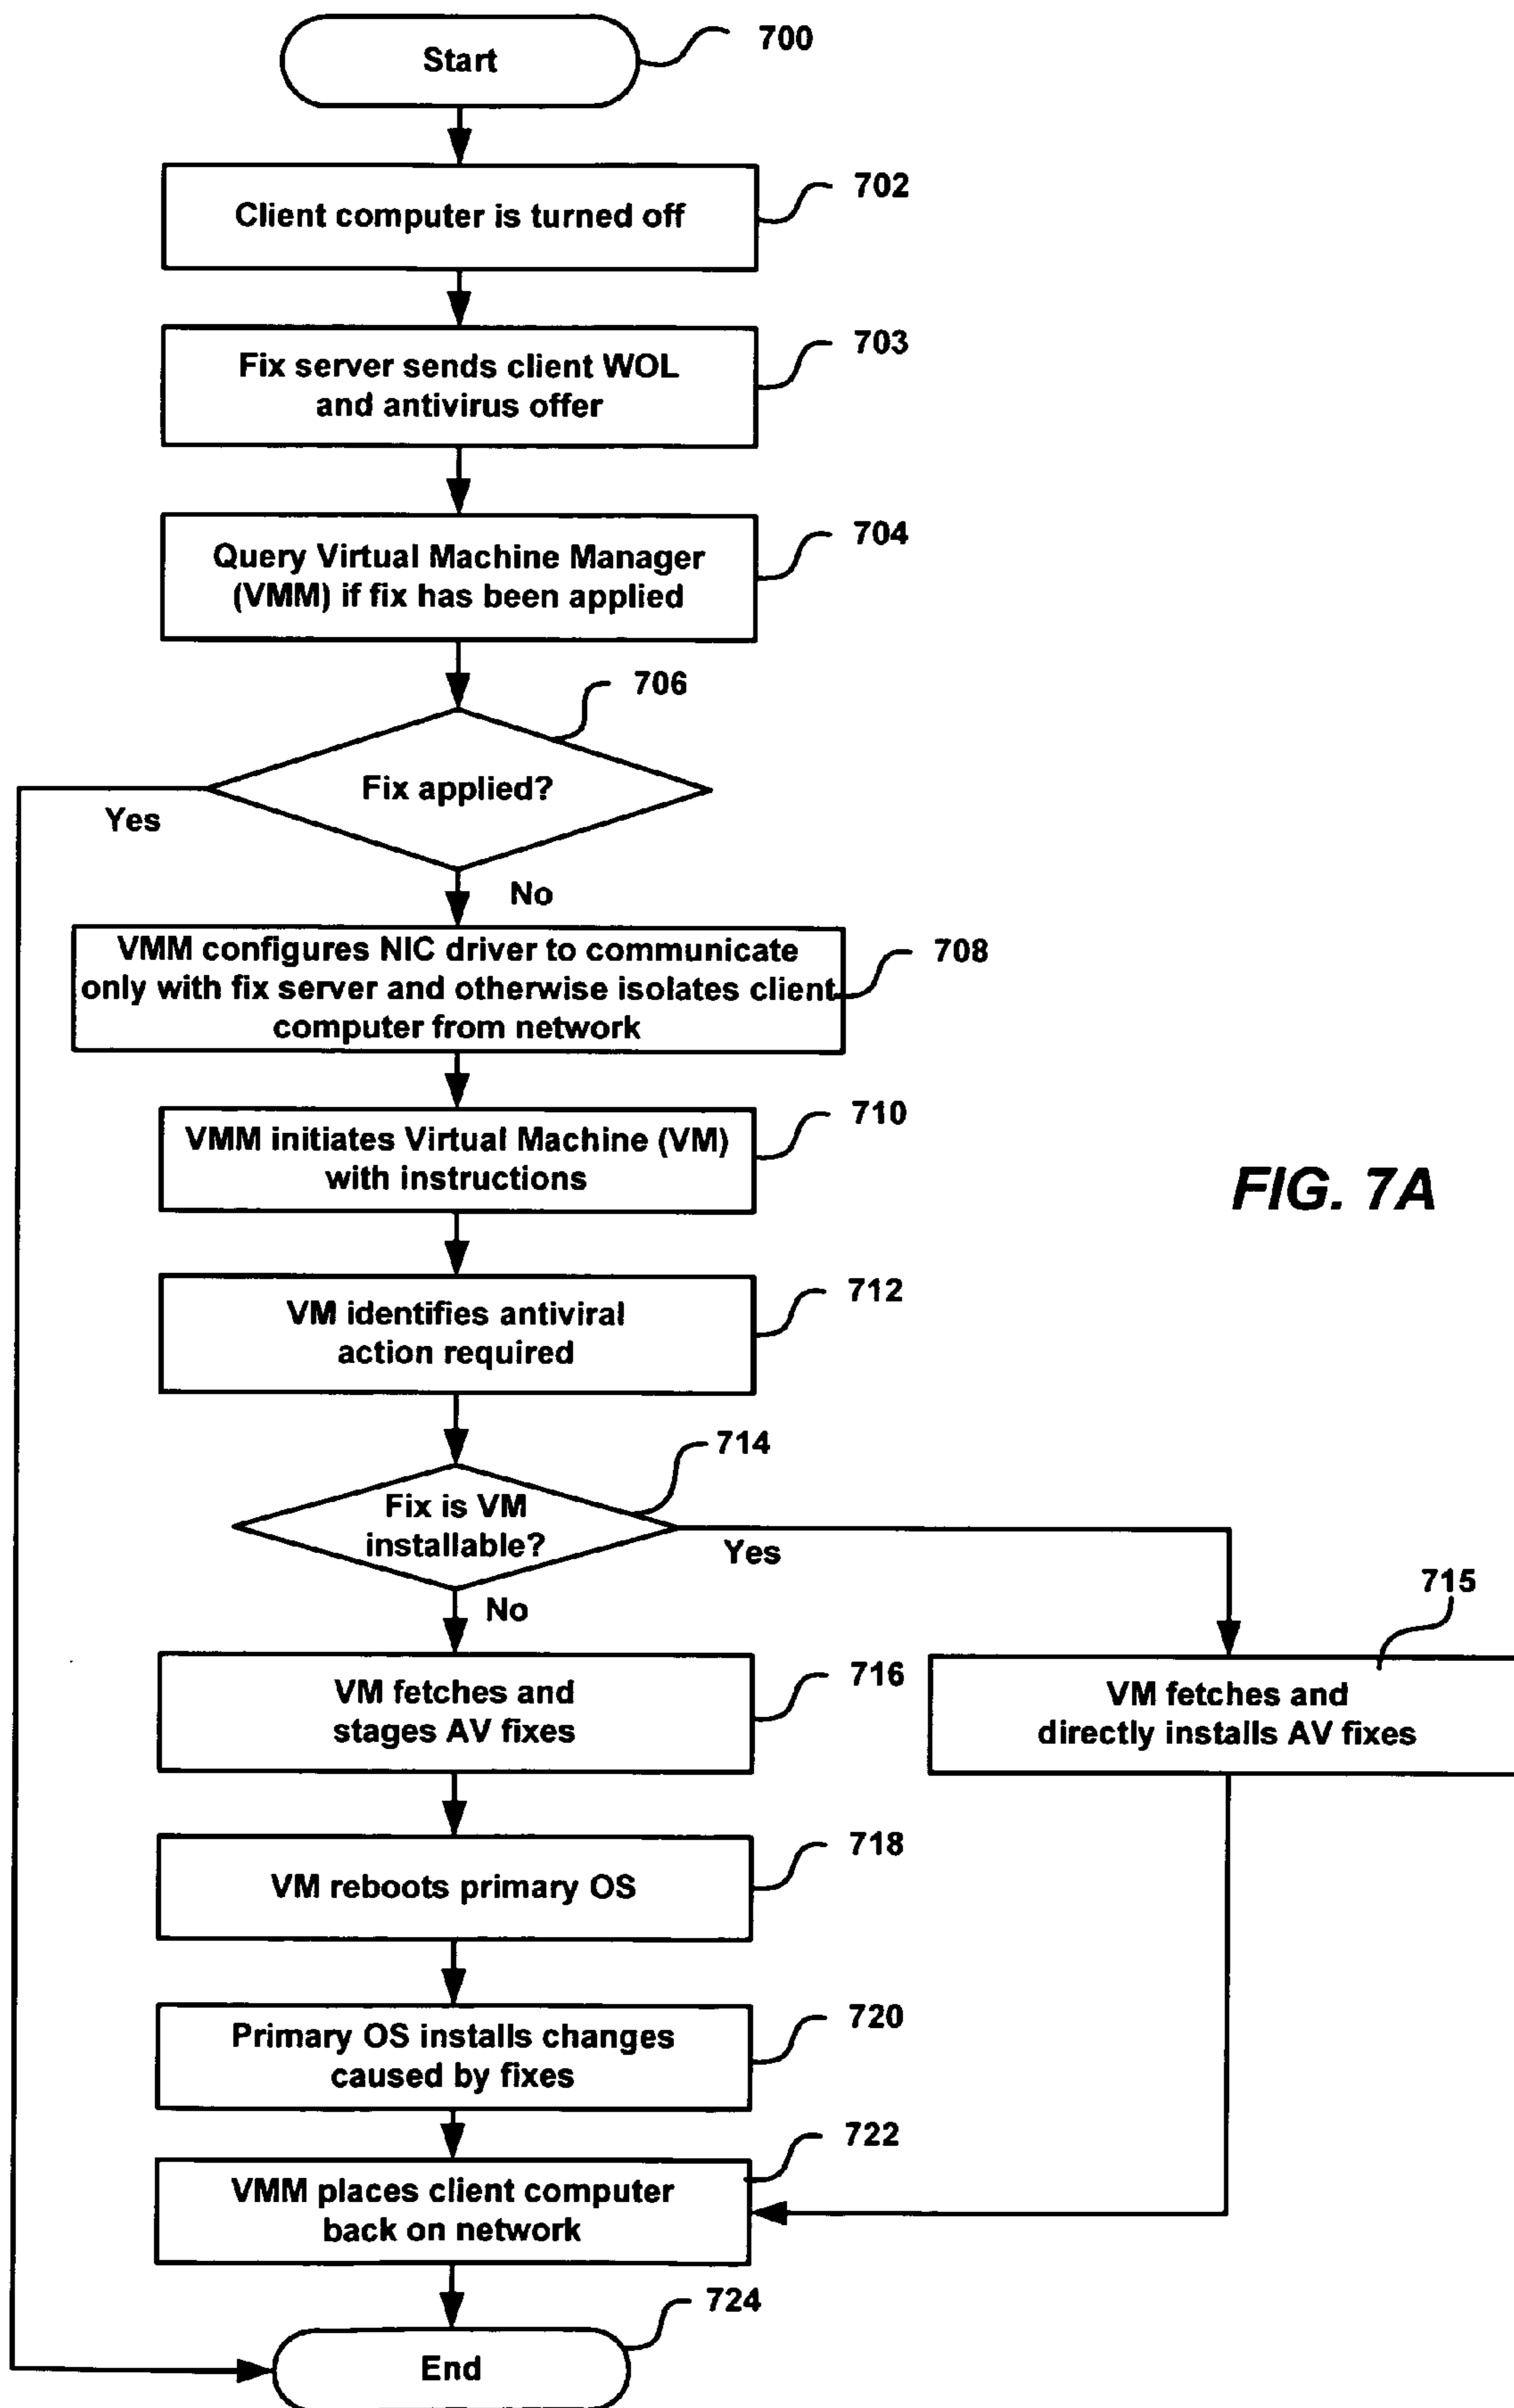 Start
700
Client computer is turned off
702
Fix server sends client WOL
and antivirus offer
703
Query Virtual Machine Manager
(VMM) if fix has been applied
704
706
Fix applied?
Yes
No
VMM configures NIC driver to communicate
only with fix server and otherwise isolates client
computer from network
708
VMM initiates Virtual Machine (VM)
with instructions
710
FIG. 7A
VM identifies antiviral
action required
712
714
Fix is VM
installable?
Yes
No
715
VM fetches and
stages AV fixes
716
VM fetches and
directly installs AV fixes
VM reboots primary OS
718
Primary OS installs changes
caused by fixes
720
722
VMM places client computer
back on network
724
End